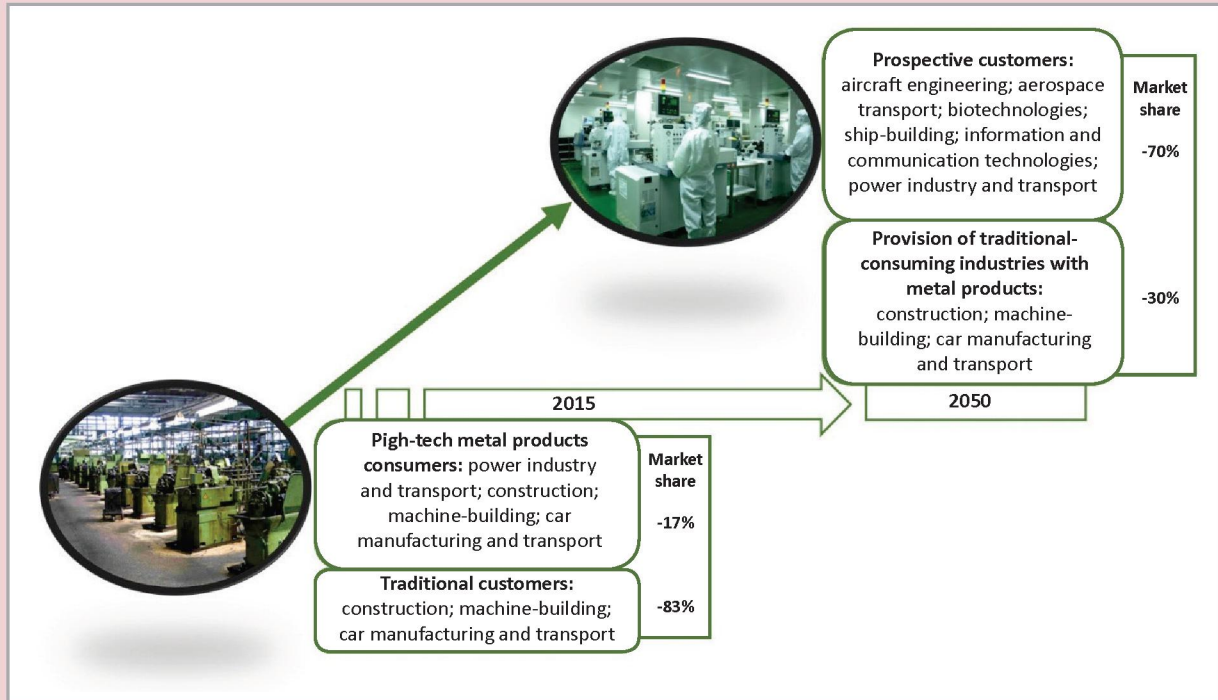 Prospective customers:
aircraft engineering; aerospace
transport; biotechnologies;
ship-building; information and
communication technologies;
power industry and transport
Market
share
-70%
Provision of traditional-
consuming industries with
metal products:
construction; machine-
building; car manufacturing
and transport
-30%
2015
2050
Pigh-tech metal products
consumers: power industry
and transport; construction;
machine-building; car
manufacturing and transport
Market
share
-17%
Traditional customers:
construction; machine-building;
car manufacturing and transport
-83%